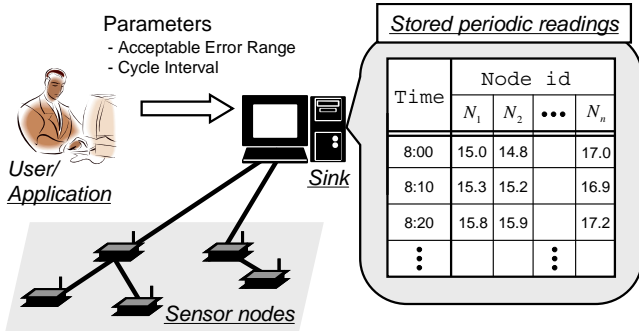 Parameters
- Acceptable Error Range
- Cycle Interval
User/
Application
Sink
Sensor nodes
Stored periodic readings
Time Node id
N1 N2 ••• Nn
8:00 15.0 14.8 17.0
8:10 15.3 15.2 16.9
8:20 15.8 15.9 17.2